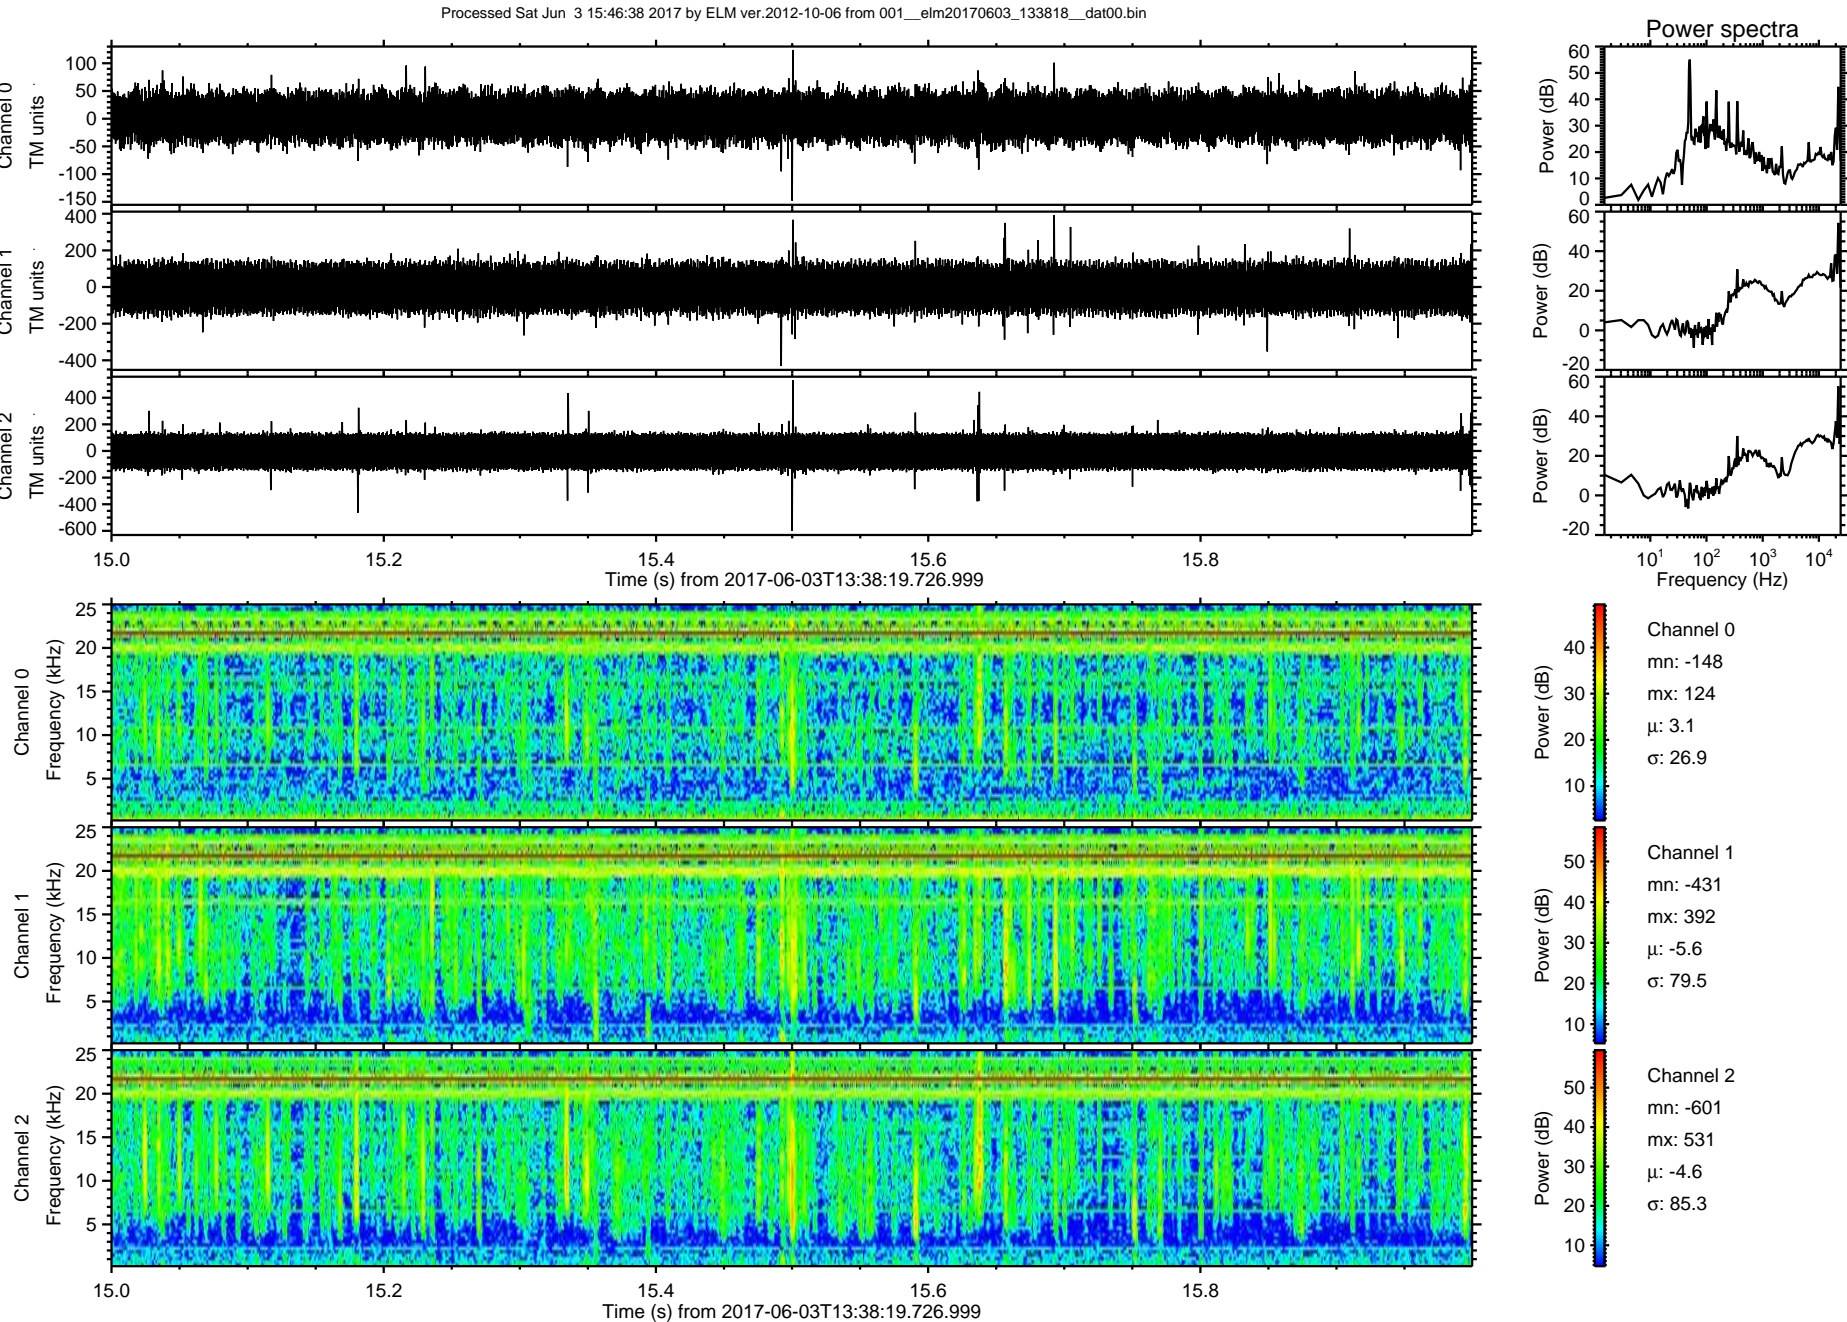 Processed Sat Jun 3 15:46:38 2017 by ELM ver.2012-10-06 from 001__elm20170603_133818__dat00.bin
Power spectra
Channel 0
TM units
100
50
0
-50
-100
-150
Power (dB)
60
50
40
30
20
10
0
Channel 1
TM units
400
200
0
-200
-400
Power (dB)
60
40
20
0
-20
Channel 2
TM units
400
200
0
-200
-400
-600
Power (dB)
60
40
20
0
-20
15.0 15.2 15.4 15.6 15.8
Time (s) from 2017-06-03T13:38:19.726.999
10¹ 10² 10³ 10⁴
Frequency (Hz)
Channel 0
Frequency (kHz)
25
20
15
10
5
Power (dB)
40
30
20
10
Channel 0
mn: -148
mx: 124
μ: 3.1
σ: 26.9
Channel 1
Frequency (kHz)
25
20
15
10
5
Power (dB)
50
40
30
20
10
Channel 1
mn: -431
mx: 392
μ: -5.6
σ: 79.5
Channel 2
Frequency (kHz)
25
20
15
10
5
Power (dB)
50
40
30
20
10
Channel 2
mn: -601
mx: 531
μ: -4.6
σ: 85.3
15.0 15.2 15.4 15.6 15.8
Time (s) from 2017-06-03T13:38:19.726.999